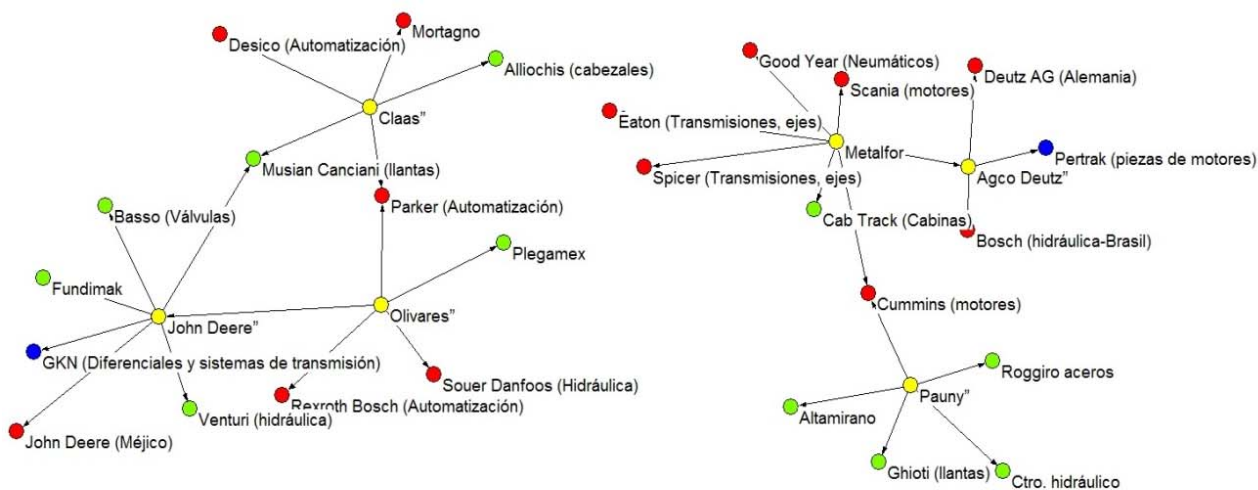 Desico (Automatización)
Mortagno
Alliochis (cabezales)
Claas”
Musian Canciani (llantas)
Parker (Automatización)
Basso (Válvulas)
Plegamex
Fundimak
John Deere”
Olivares”
GKN (Diferenciales y sistemas de transmisión)
Souer Danfoos (Hidráulica)
Rexroth Bosch (Automatización)
Venturi (hidráulica)
John Deere (Méjico)
Good Year (Neumáticos)
Deutz AG (Alemania)
Scania (motores)
Eaton (Transmisiones, ejes)
Metalfor
Pertrak (piezas de motores)
Agco Deutz”
Spicer (Transmisiones, ejes)
Cab Track (Cabinas)
Bosch (hidráulica-Brasil)
Cummins (motores)
Roggiro aceros
Pauny”
Altamirano
Ghioti (llantas)
Ctro. hidráulico